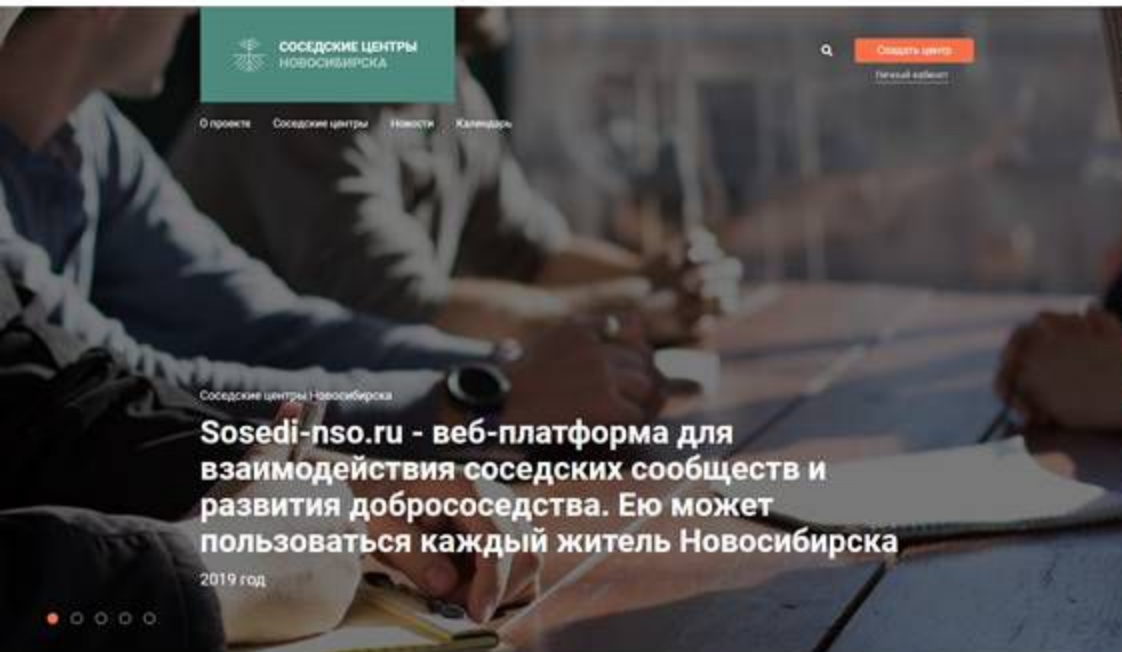 СОСЕДСКИЕ ЦЕНТРЫ
НОВОСИБИРСКА
Создать центр
Личный кабинет
О проекте Соседские центры Новости Календарь
Соседские центры Новосибирска
Sosedi-nso.ru - веб-платформа для
взаимодействия соседских сообществ и
развития добрососедства. Ею может
пользоваться каждый житель Новосибирска
2019 год